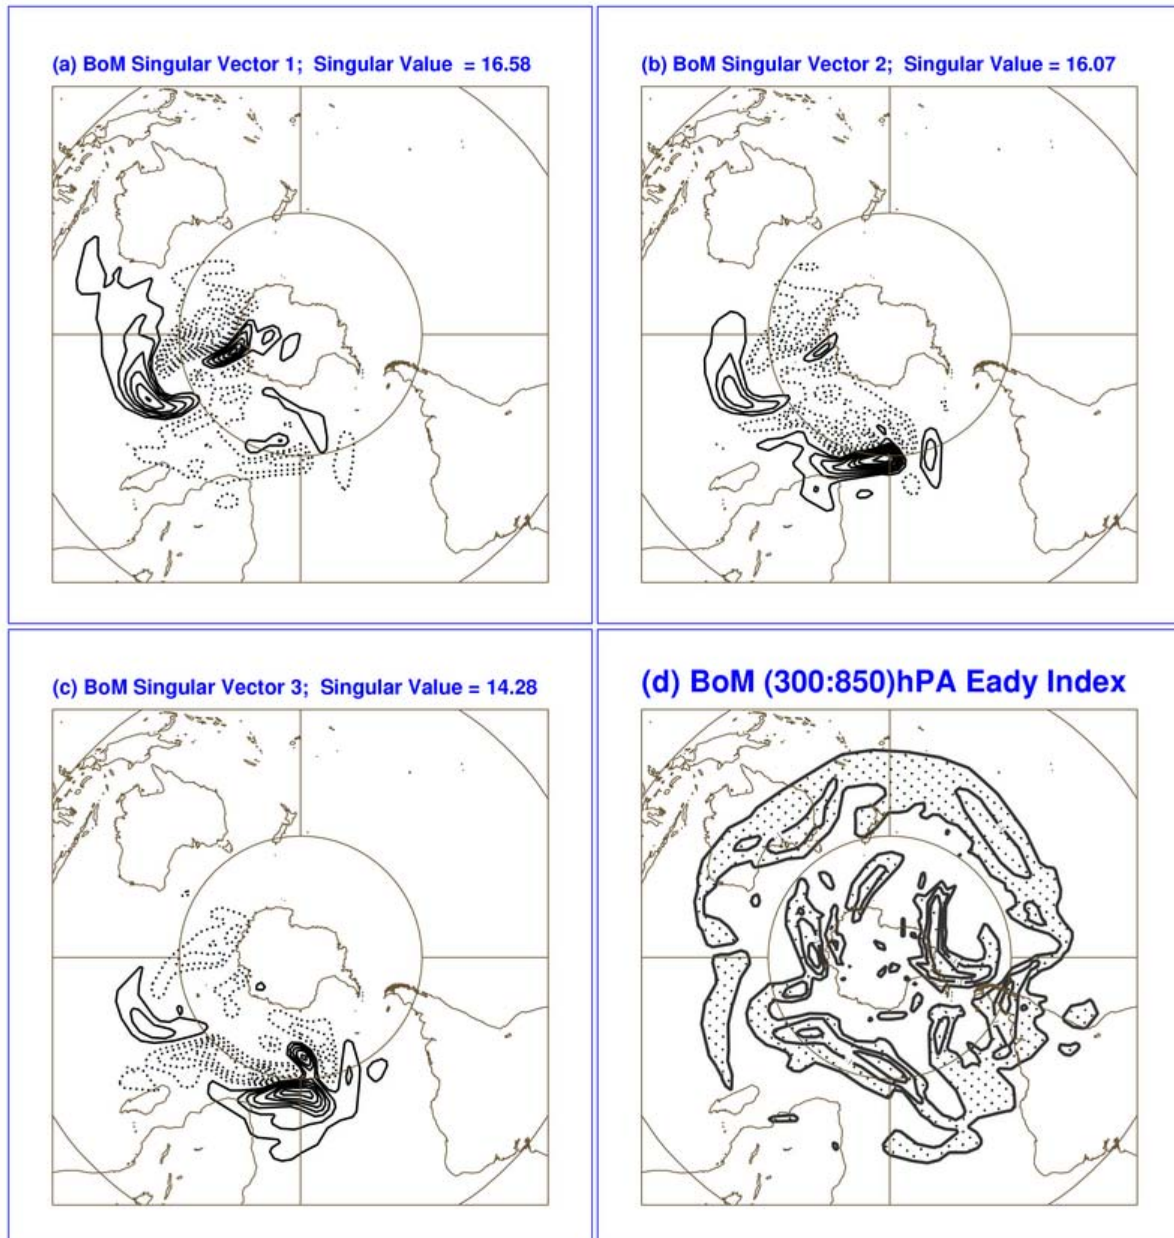 (a) BoM Singular Vector 1; Singular Value = 16.58
(b) BoM Singular Vector 2; Singular Value = 16.07
(c) BoM Singular Vector 3; Singular Value = 14.28
(d) BoM (300:850)hPA Eady Index